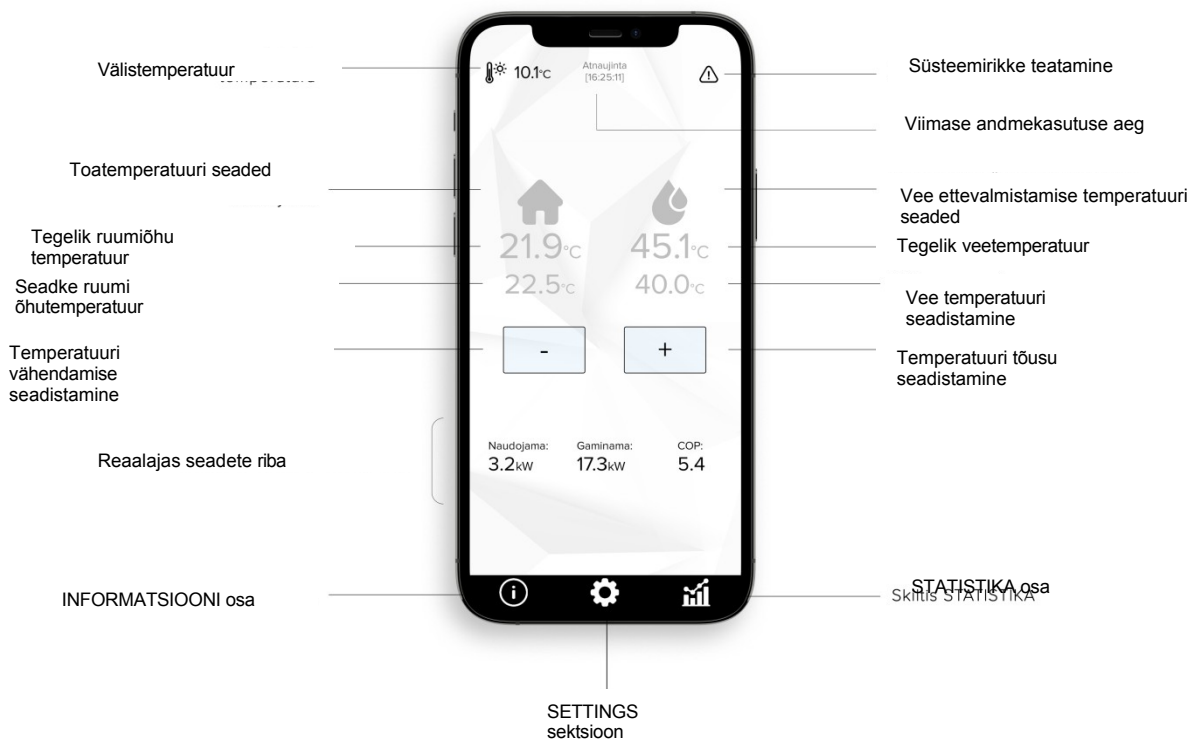 Välistemperatuur
10.1°C
Atnaujinta
[16:25:11]
Süsteemirikke teatamine
Viimase andmekasutuse aeg
Toatemperatuuri seaded
Vee ettevalmistamise temperatuuri
seaded
Tegelik ruumiõhu
temperatuur
21.9°C
45.1°C
Tegelik veetemperatuur
Seadke ruumi
õhutemperatuur
22.5°C
40.0°C
Vee temperatuuri
seadistamine
Temperatuuri
vähendamise
seadistamine
-
+
Temperatuuri tõusu
seadistamine
Reaalajas seadete riba
Naudojama:
3.2kW
Gaminama:
17.3kW
COP:
5.4
INFORMATSIOONI osa
STATISTIKA osa
SETTINGS
sektsioon